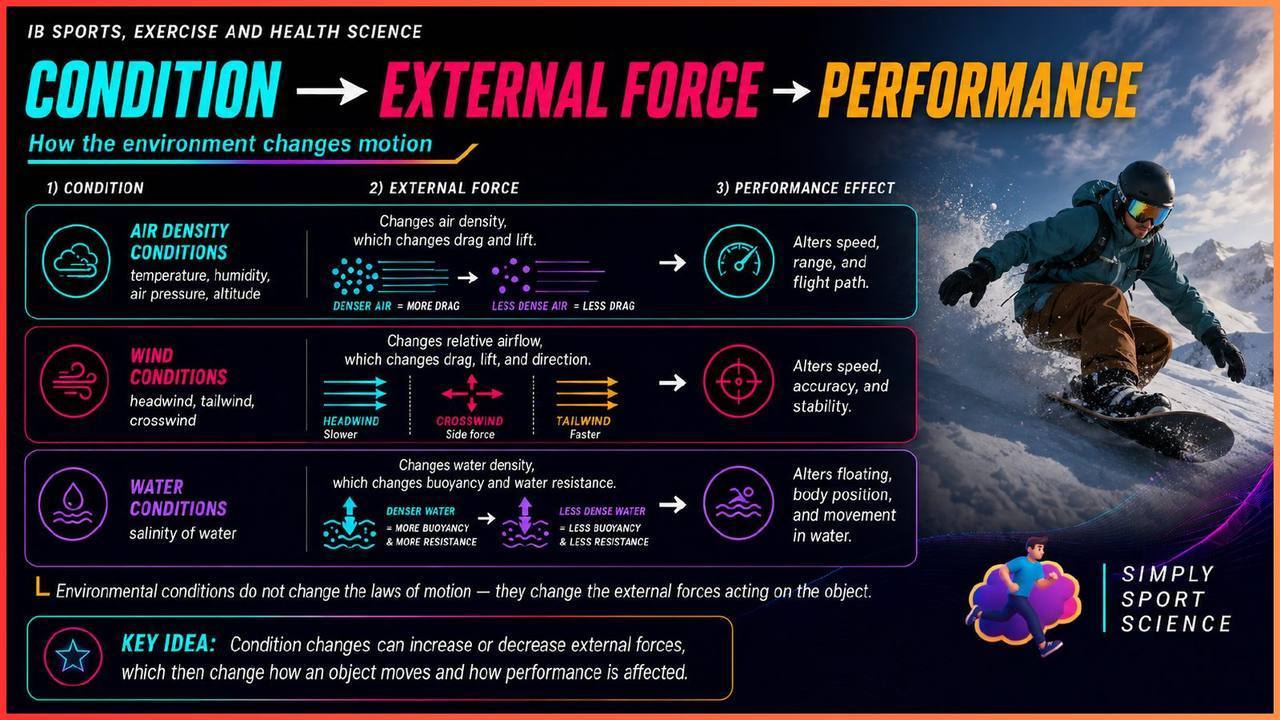 IB SPORTS, EXERCISE AND HEALTH SCIENCE
CONDITION → EXTERNAL FORCE → PERFORMANCE
How the environment changes motion
1) CONDITION
2) EXTERNAL FORCE
3) PERFORMANCE EFFECT
AIR DENSITY
CONDITIONS
temperature, humidity,
air pressure, altitude
Changes air density,
which changes drag and lift.
DENSER AIR = MORE DRAG
LESS DENSE AIR = LESS DRAG
Alters speed,
range, and
flight path.
WIND
CONDITIONS
headwind, tailwind,
crosswind
Changes relative airflow,
which changes drag, lift, and direction.
HEADWIND
Slower
CROSSWIND
Side force
TAILWIND
Faster
Alters speed,
accuracy, and
stability.
WATER
CONDITIONS
salinity of water
Changes water density,
which changes buoyancy and water resistance.
DENSER WATER
= MORE BUOYANCY
& MORE RESISTANCE
LESS DENSE WATER
= LESS BUOYANCY
& LESS RESISTANCE
Alters floating,
body position,
and movement
in water.
Environmental conditions do not change the laws of motion — they change the external forces acting on the object.
KEY IDEA: Condition changes can increase or decrease external forces,
which then change how an object moves and how performance is affected.
SIMPLY
SPORT
SCIENCE